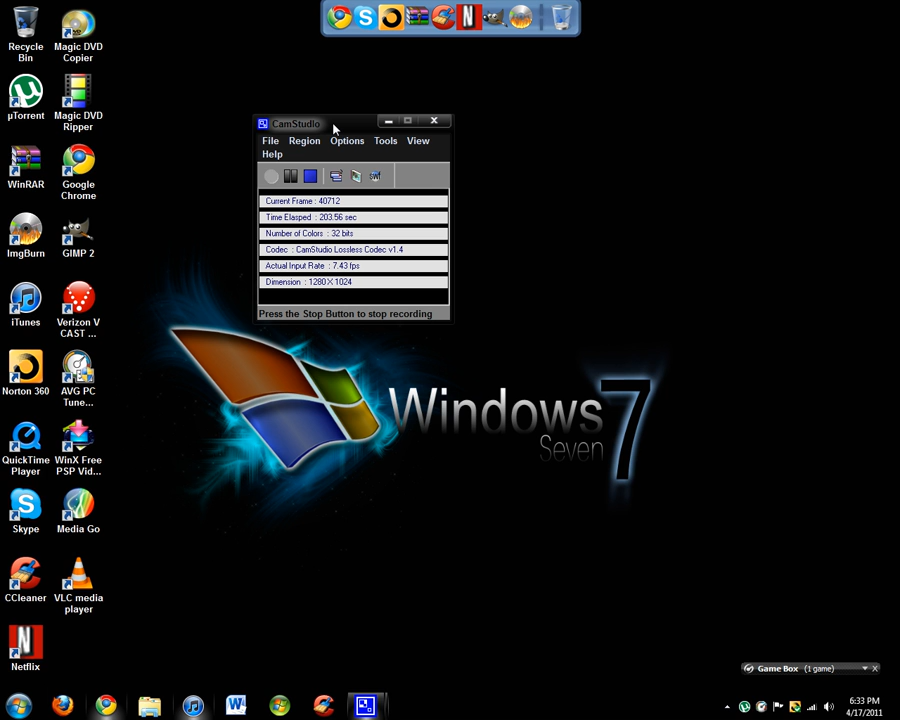 Recycle
Bin
Magic DVD
Copier
µTorrent
Magic DVD
Ripper
WinRAR
Google
Chrome
ImgBurn
GIMP 2
iTunes
Verizon V
CAST ...
Norton 360
AVG PC
Tune...
QuickTime
Player
WinX Free
PSP Vid...
Skype
Media Go
CCleaner
VLC media
player
Netflix
CamStudio
File Region Options Tools View
Help
Current Frame : 40712
Time Elasped : 203.56 sec
Number of Colors : 32 bits
Codec : CamStudio Lossless Codec v1.4
Actual Input Rate : 7.43 fps
Dimension : 1280 X 1024
Press the Stop Button to stop recording
Windows 7
Seven
Game Box (1 game)
6:33 PM
4/17/2011